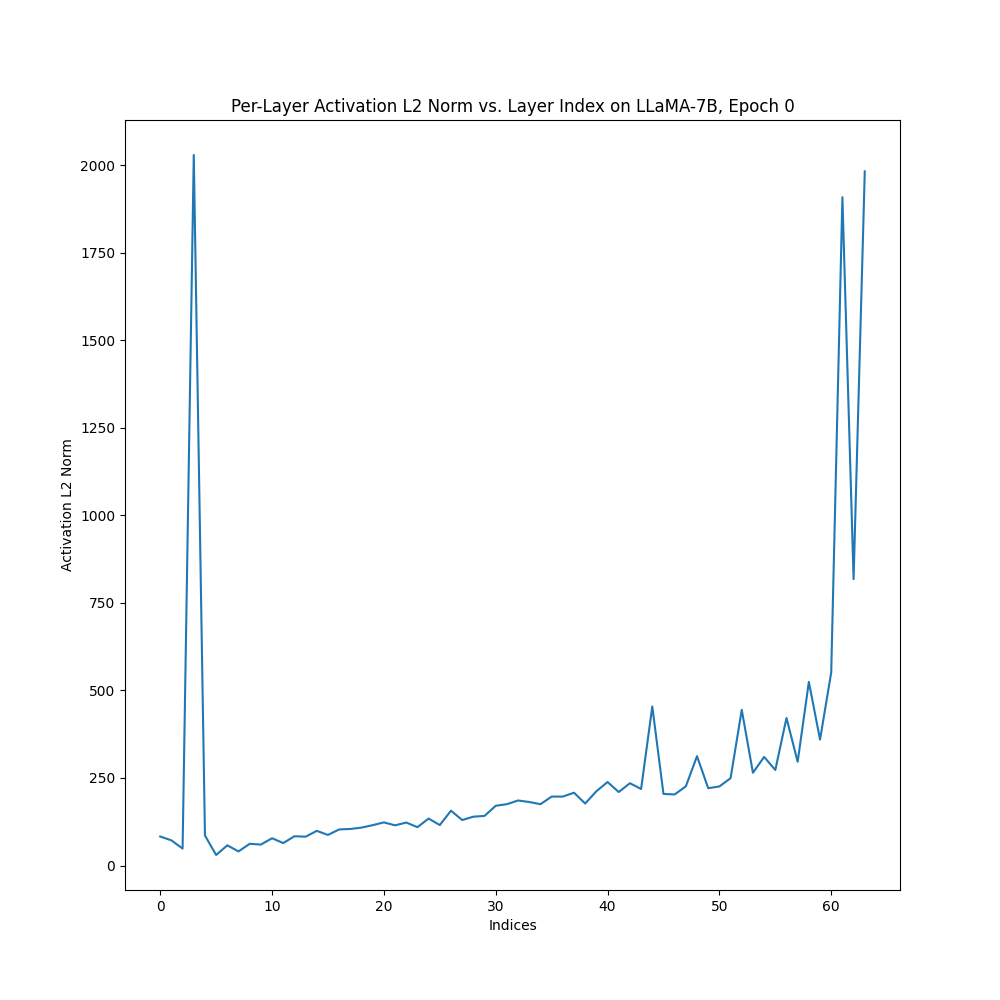 Per-Layer Activation L2 Norm vs. Layer Index on LLaMA-7B, Epoch 0
2000
1750
1500
1250
1000
750
500
250
0
Activation L2 Norm
0 10 20 30 40 50 60
Indices